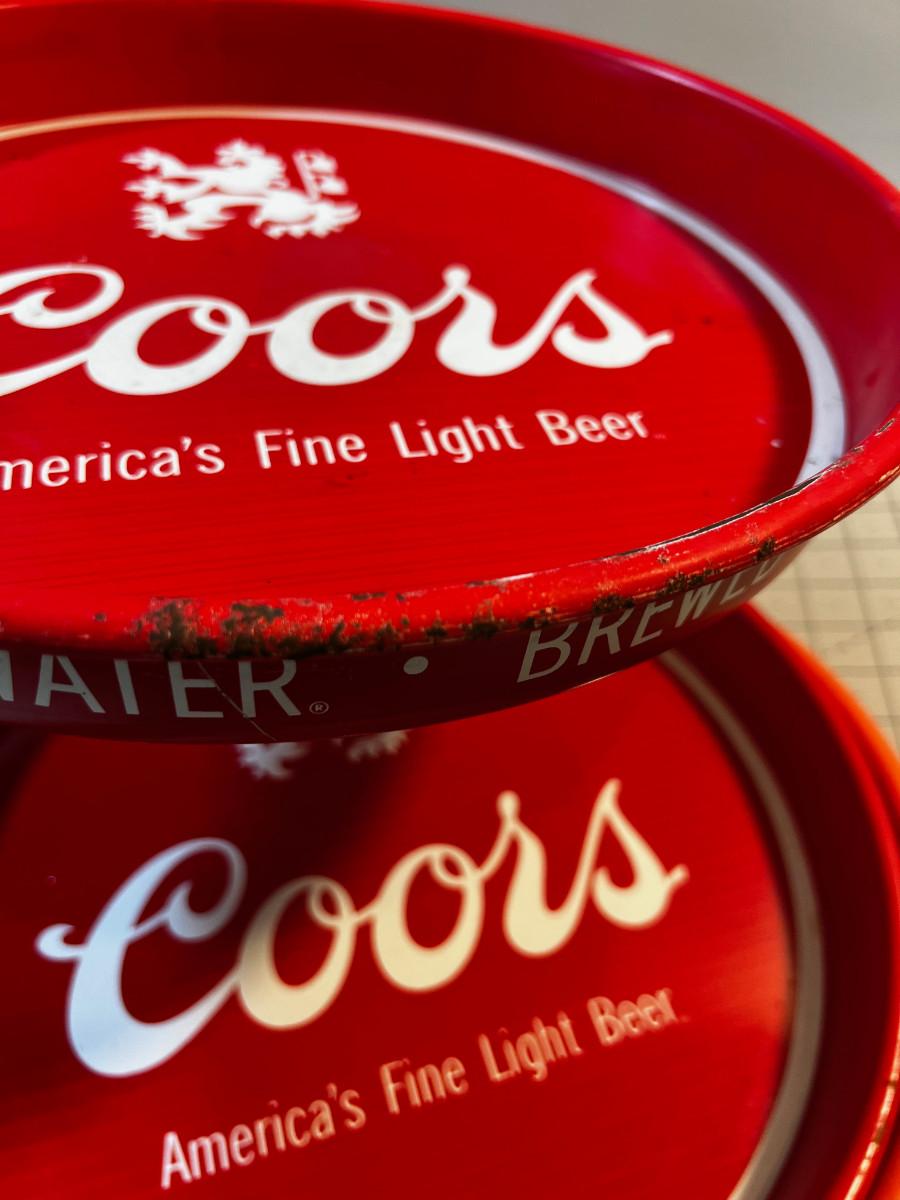 Coors
America's Fine Light Beer
WATER® • BREWED
Coors
America's Fine Light Beer